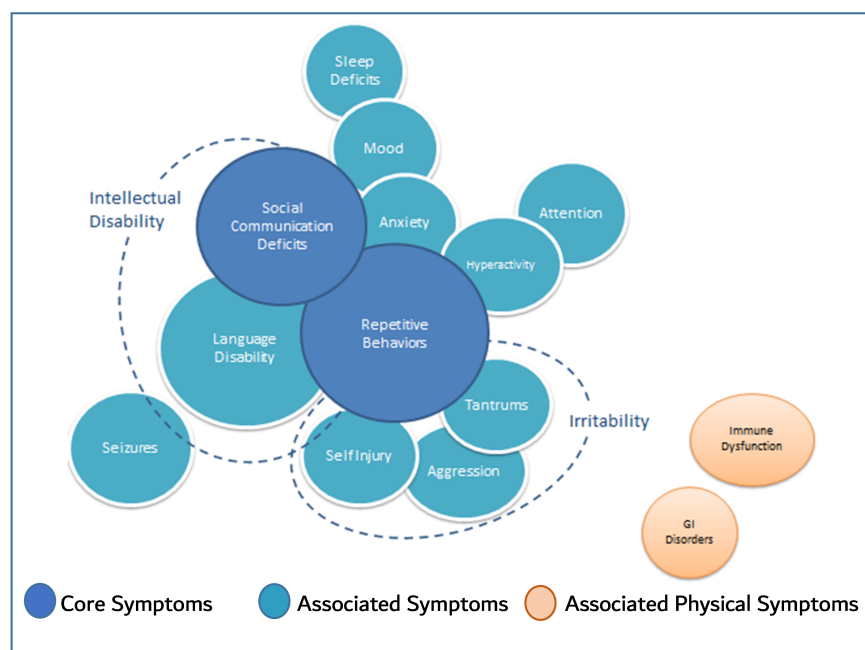 Sleep
Deficits
Mood
Intellectual
Disability
Social
Communication
Deficits
Anxiety
Attention
Hyperactivity
Language
Disability
Repetitive
Behaviors
Tantrums
Irritability
Seizures
Self Injury
Aggression
Immune
Dysfunction
GI
Disorders
Core Symptoms
Associated Symptoms
Associated Physical Symptoms